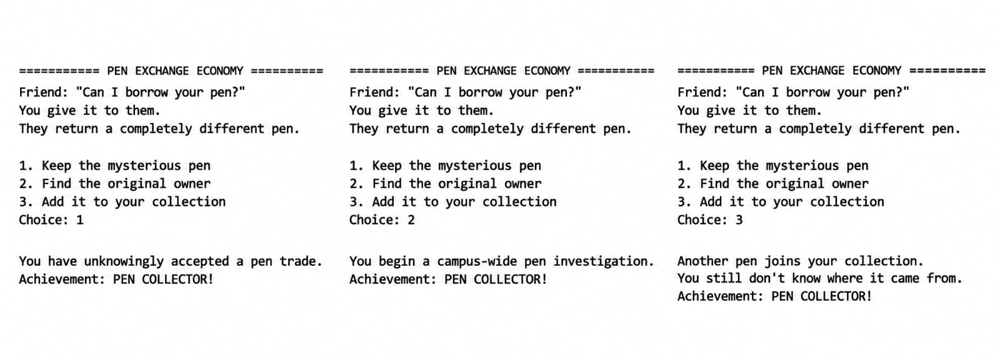 =========== PEN EXCHANGE ECONOMY ==========
Friend: "Can I borrow your pen?"
You give it to them.
They return a completely different pen.
1. Keep the mysterious pen
2. Find the original owner
3. Add it to your collection
Choice: 1
You have unknowingly accepted a pen trade.
Achievement: PEN COLLECTOR!
=========== PEN EXCHANGE ECONOMY ===========
Friend: "Can I borrow your pen?"
You give it to them.
They return a completely different pen.
1. Keep the mysterious pen
2. Find the original owner
3. Add it to your collection
Choice: 2
You begin a campus-wide pen investigation.
Achievement: PEN COLLECTOR!
=========== PEN EXCHANGE ECONOMY ===========
Friend: "Can I borrow your pen?"
You give it to them.
They return a completely different pen.
1. Keep the mysterious pen
2. Find the original owner
3. Add it to your collection
Choice: 3
Another pen joins your collection.
You still don't know where it came from.
Achievement: PEN COLLECTOR!